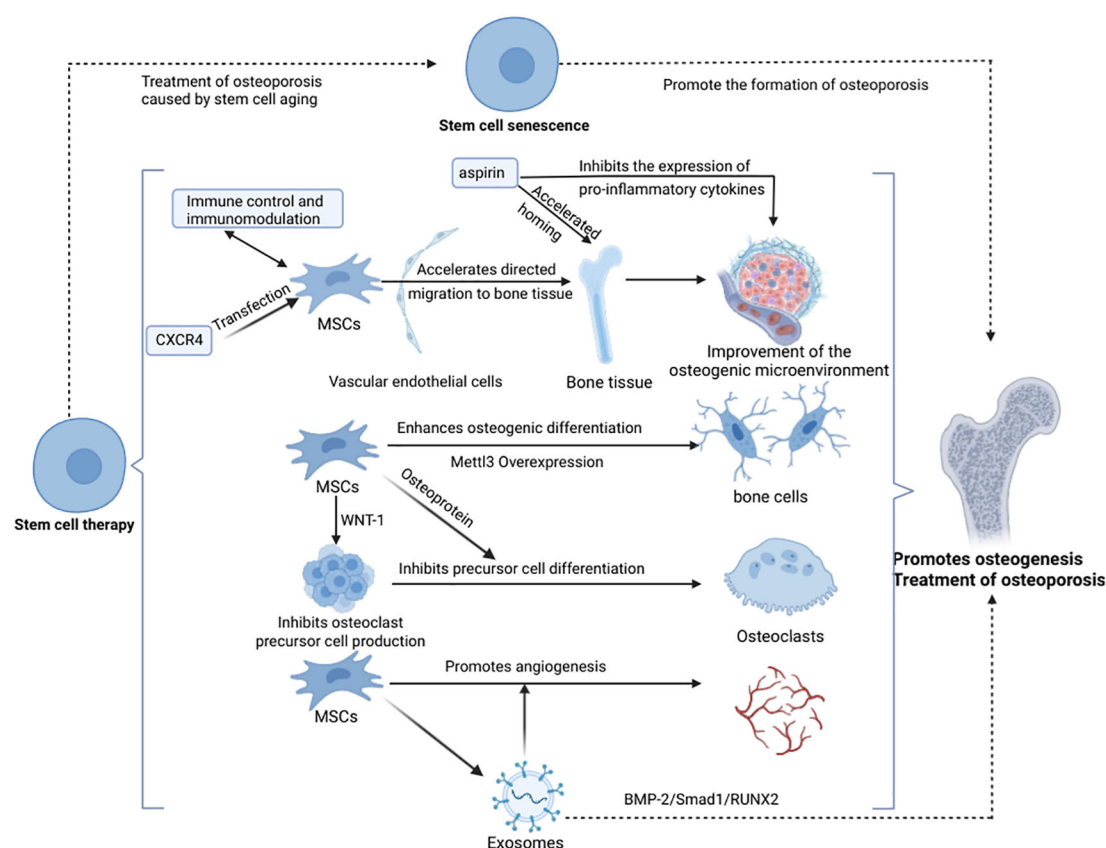 Treatment of osteoporosis
caused by stem cell aging
Promote the formation of osteoporosis
Stem cell senescence
aspirin
Inhibits the expression of
pro-inflammatory cytokines
Accelerated
homing
Immune control and
immunomodulation
Transfection
CXCR4
MSCs
Accelerates directed
migration to bone tissue
Vascular endothelial cells
Bone tissue
Improvement of the
osteogenic microenvironment
Enhances osteogenic differentiation
Mettl3 Overexpression
MSCs
bone cells
Osteoprotein
WNT-1
Stem cell therapy
Inhibits precursor cell differentiation
Inhibits osteoclast
precursor cell production
Osteoclasts
Promotes osteogenesis
Treatment of osteoporosis
Promotes angiogenesis
MSCs
BMP-2/Smad1/RUNX2
Exosomes